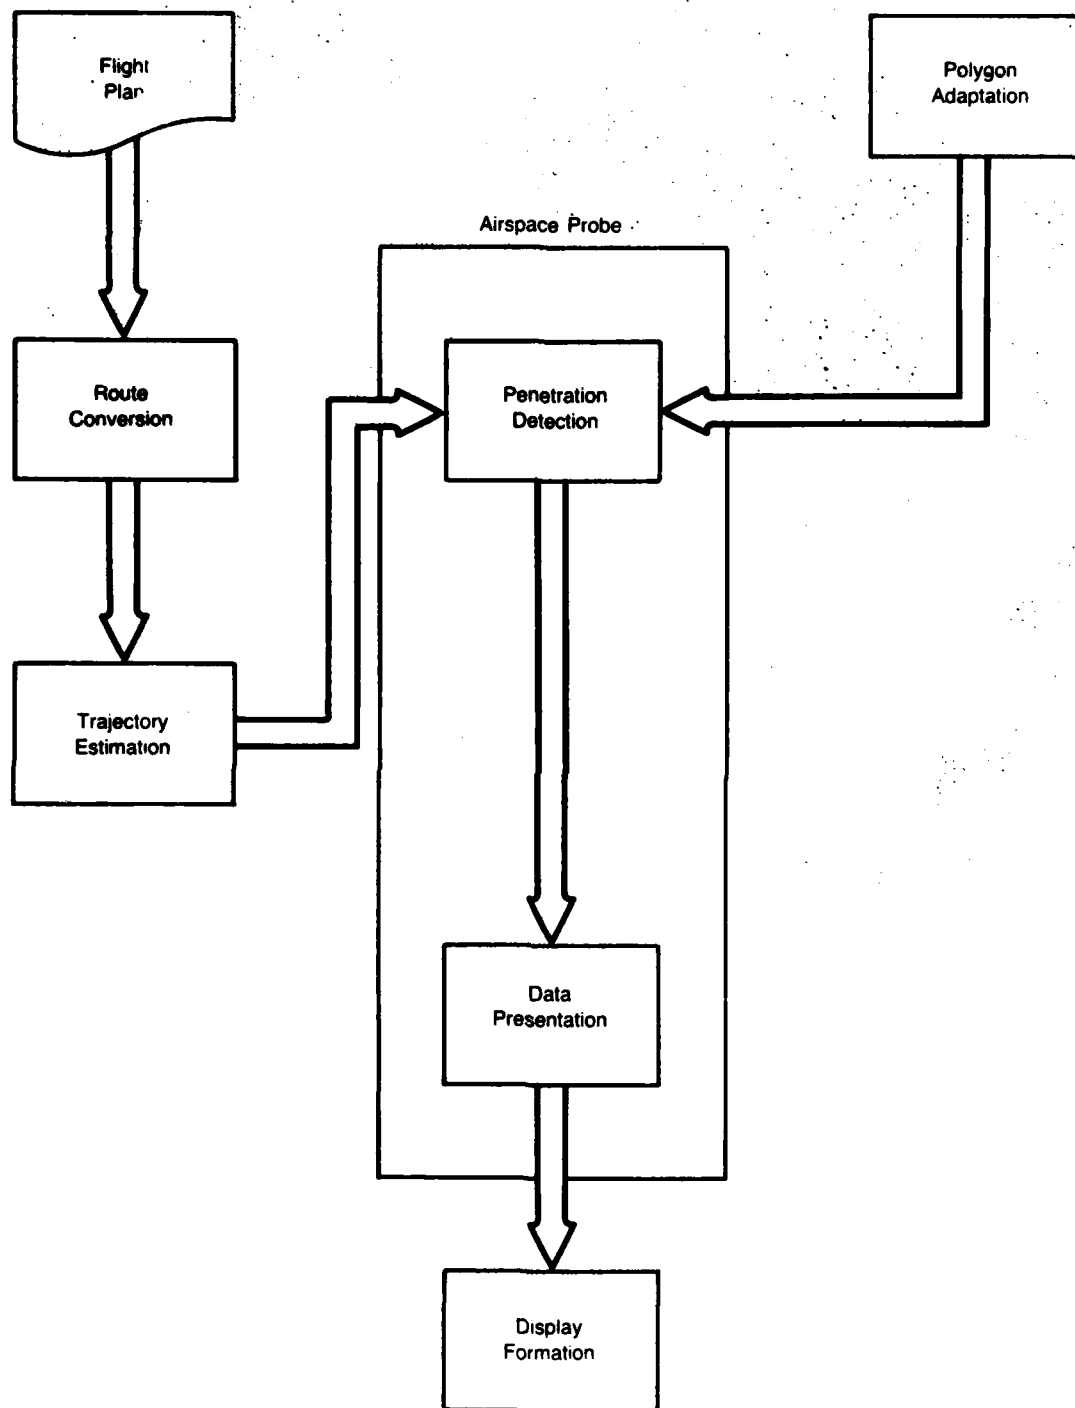 Flight
Plan
Polygon
Adaptation
Airspace Probe
Route
Conversion
Penetration
Detection
Trajectory
Estimation
Data
Presentation
Display
Formation